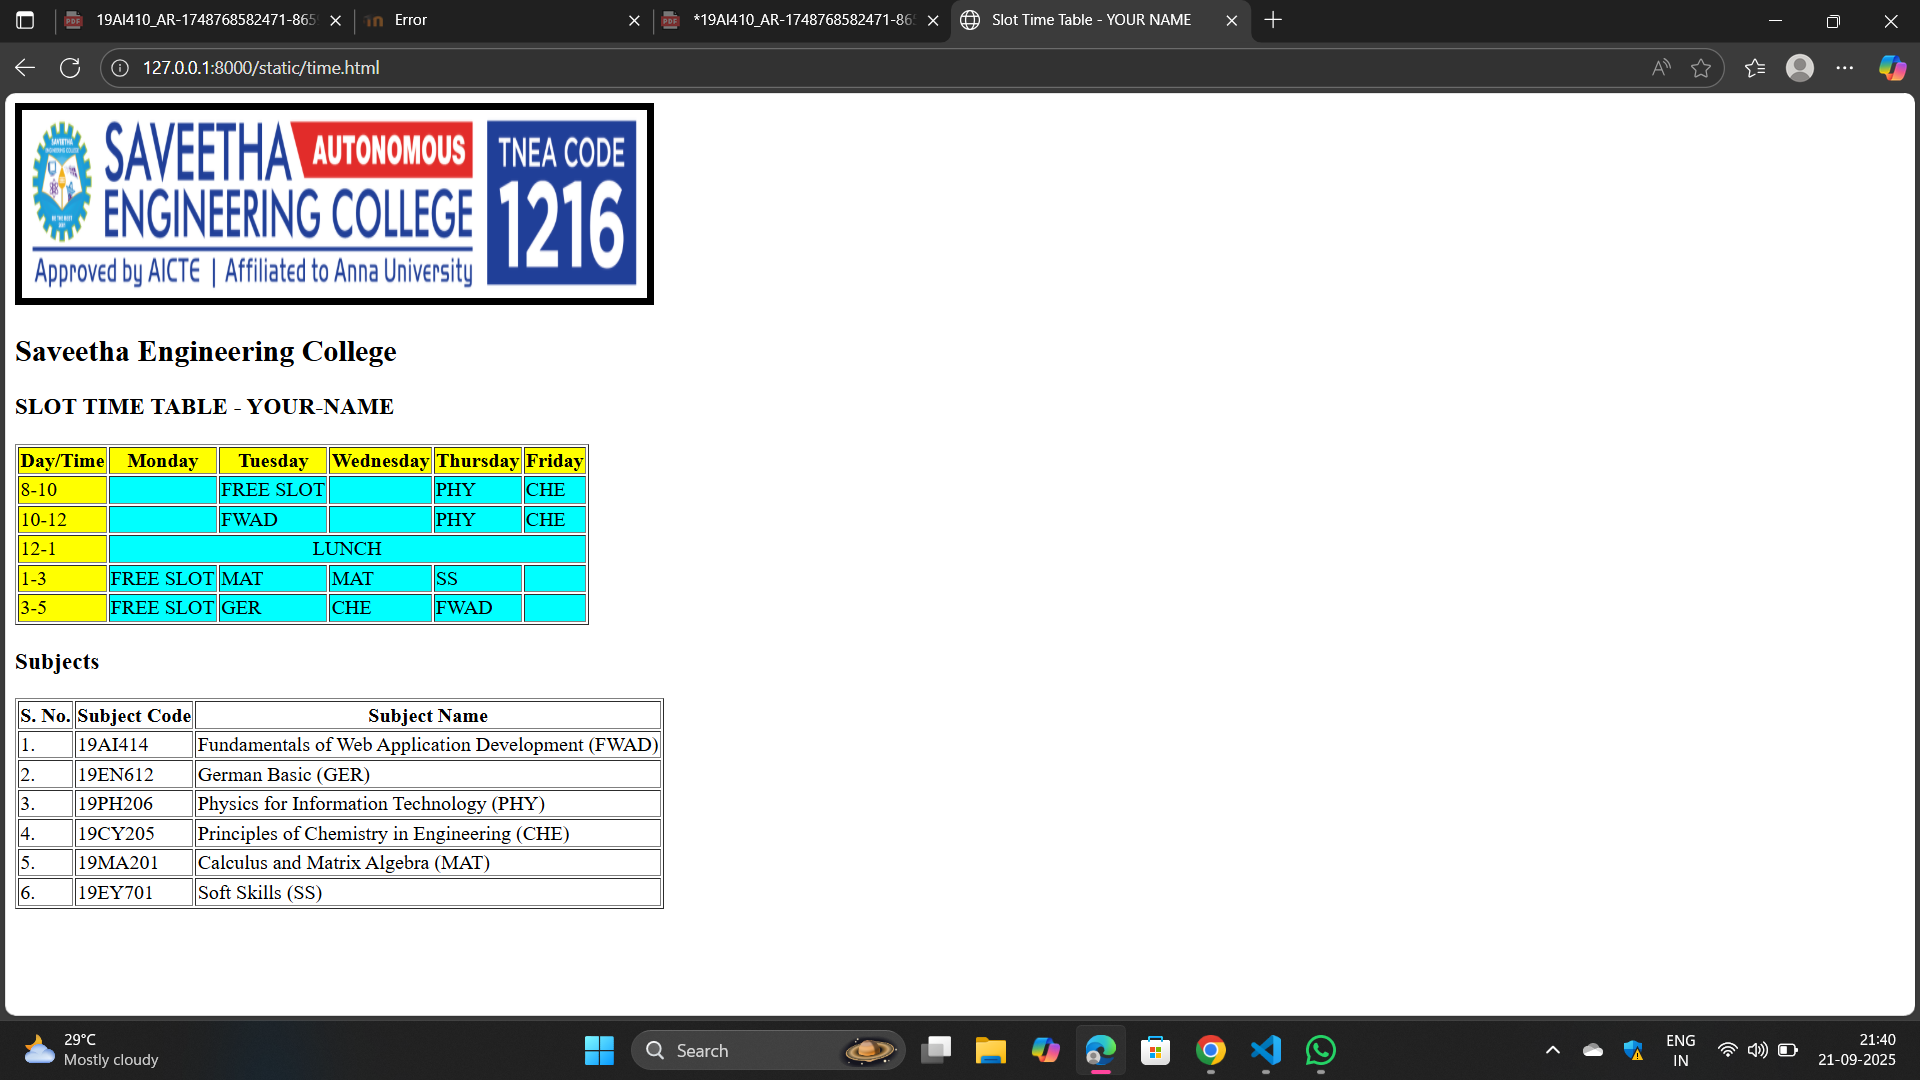 19AI410_AR-1748768582471-865
Error
*19AI410_AR-1748768582471-865
Slot Time Table - YOUR NAME
127.0.0.1:8000/static/time.html
SAVEETHA AUTONOMOUS
ENGINEERING COLLEGE
Approved by AICTE | Affiliated to Anna University
TNEA CODE
1216
Saveetha Engineering College
SLOT TIME TABLE - YOUR-NAME
Day/Time Monday Tuesday Wednesday Thursday Friday
8-10 FREE SLOT PHY CHE
10-12 FWAD PHY CHE
12-1 LUNCH
1-3 FREE SLOT MAT MAT SS
3-5 FREE SLOT GER CHE FWAD
Subjects
S. No. Subject Code Subject Name
1. 19AI414 Fundamentals of Web Application Development (FWAD)
2. 19EN612 German Basic (GER)
3. 19PH206 Physics for Information Technology (PHY)
4. 19CY205 Principles of Chemistry in Engineering (CHE)
5. 19MA201 Calculus and Matrix Algebra (MAT)
6. 19EY701 Soft Skills (SS)
29°C
Mostly cloudy
Search
ENG
IN
21:40
21-09-2025